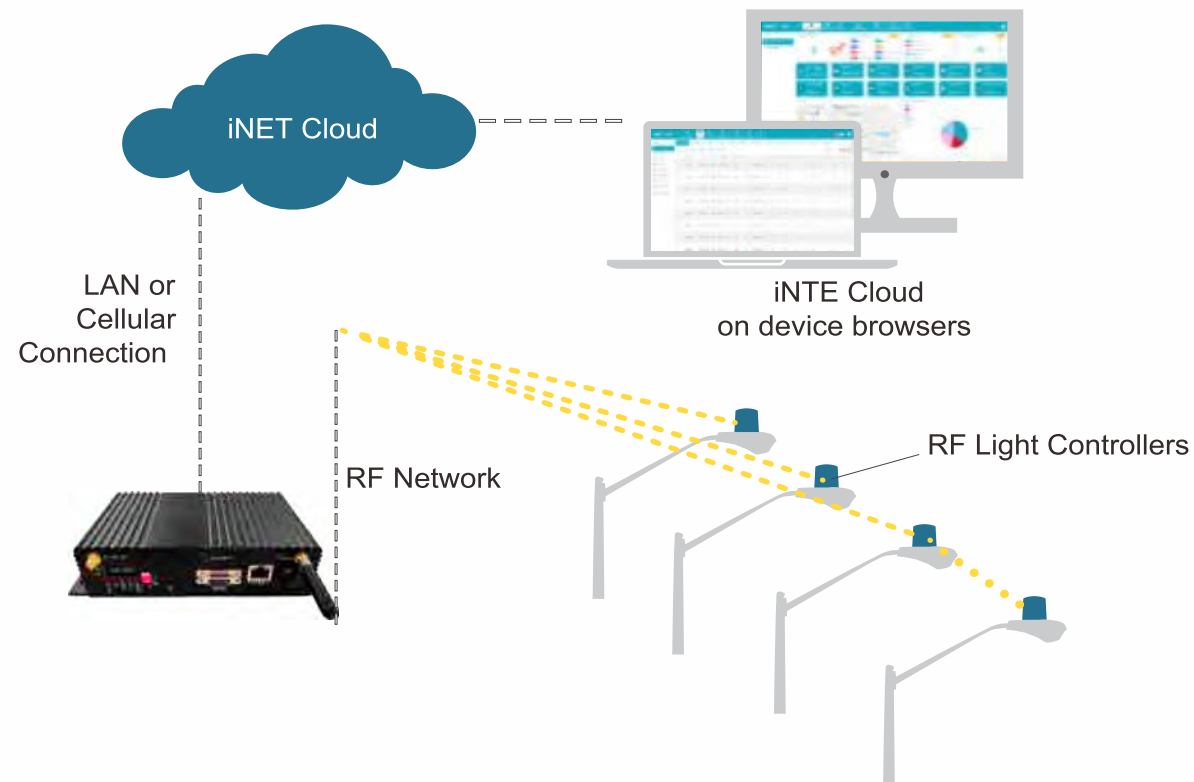 iNET Cloud
LAN or
Cellular
Connection
iNTE Cloud
on device browsers
RF Light Controllers
RF Network